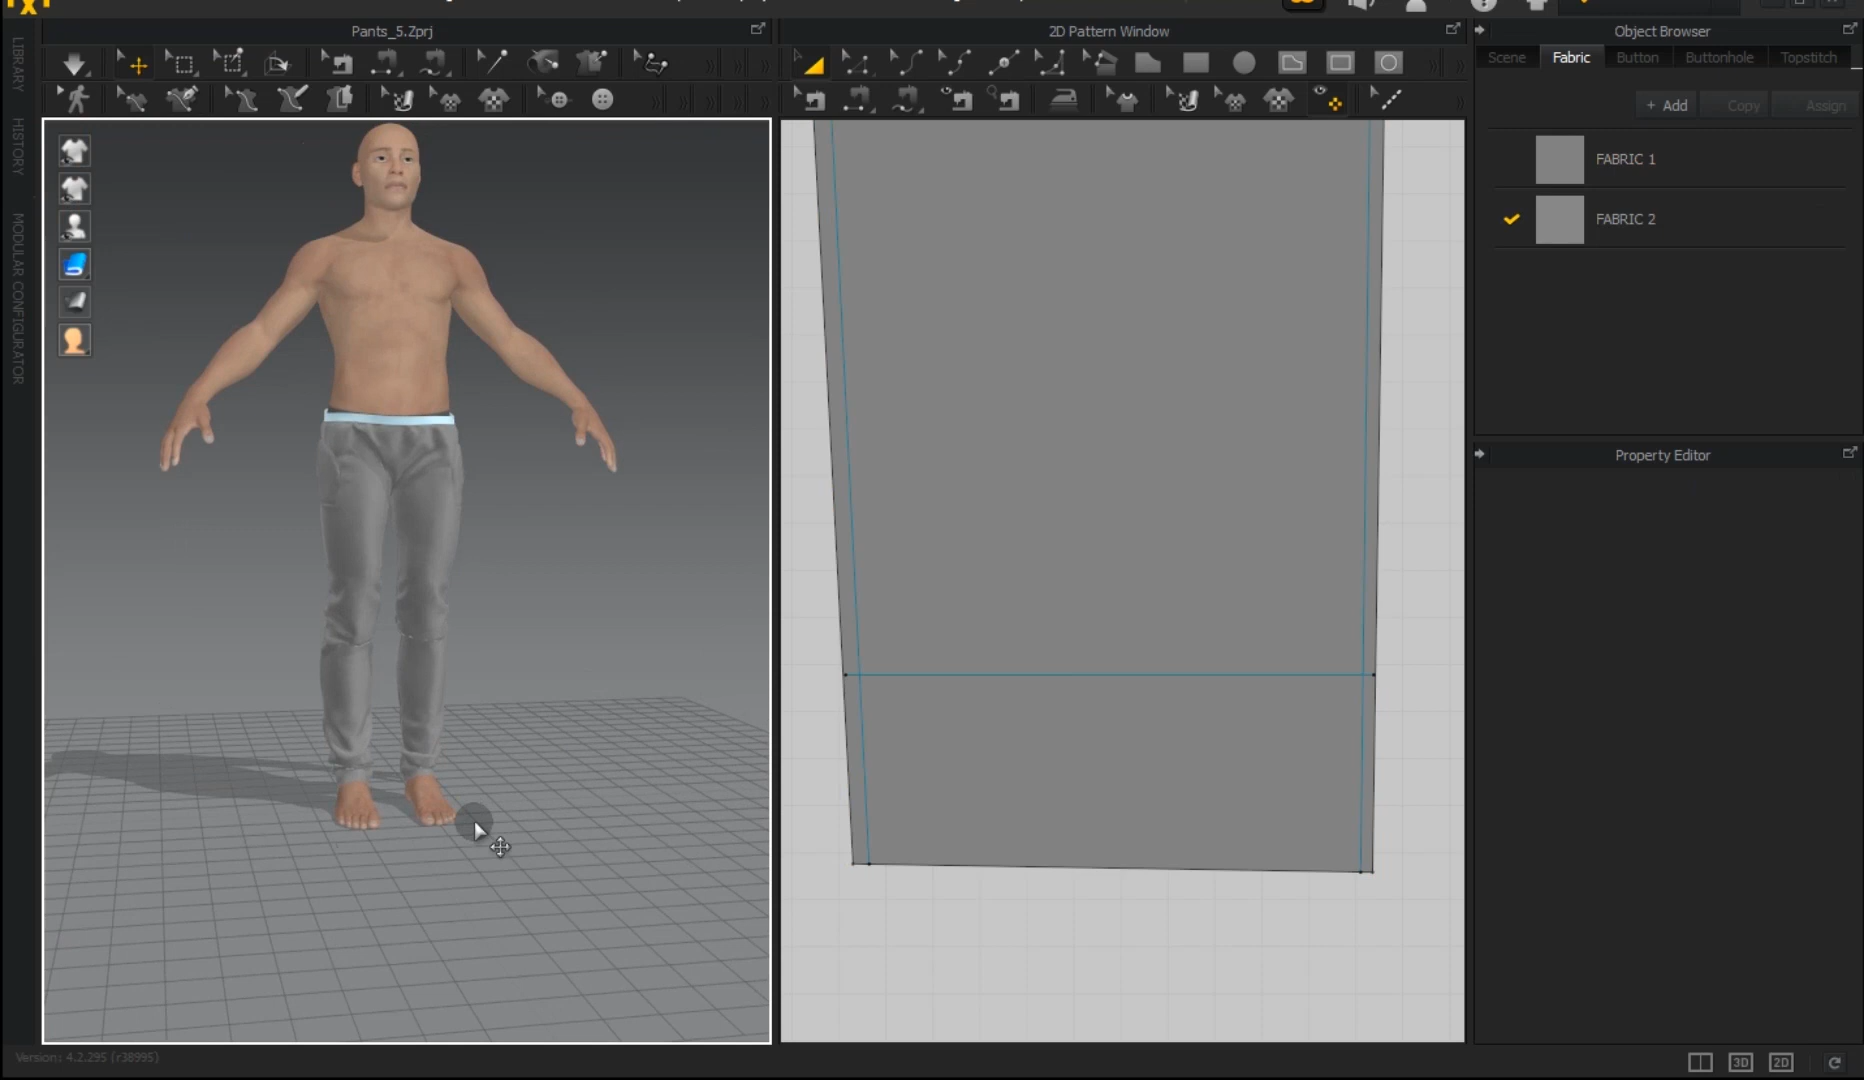 Pants_5.Zprj
2D Pattern Window
Object Browser
LIBRARY
HISTORY
MODULAR CONFIGURATOR
Scene
Fabric
Button
Buttonhole
Topstitch
+ Add
Copy
Assign
FABRIC 1
FABRIC 2
Property Editor
Version: 4.2.295 (r38995)
3D
2D